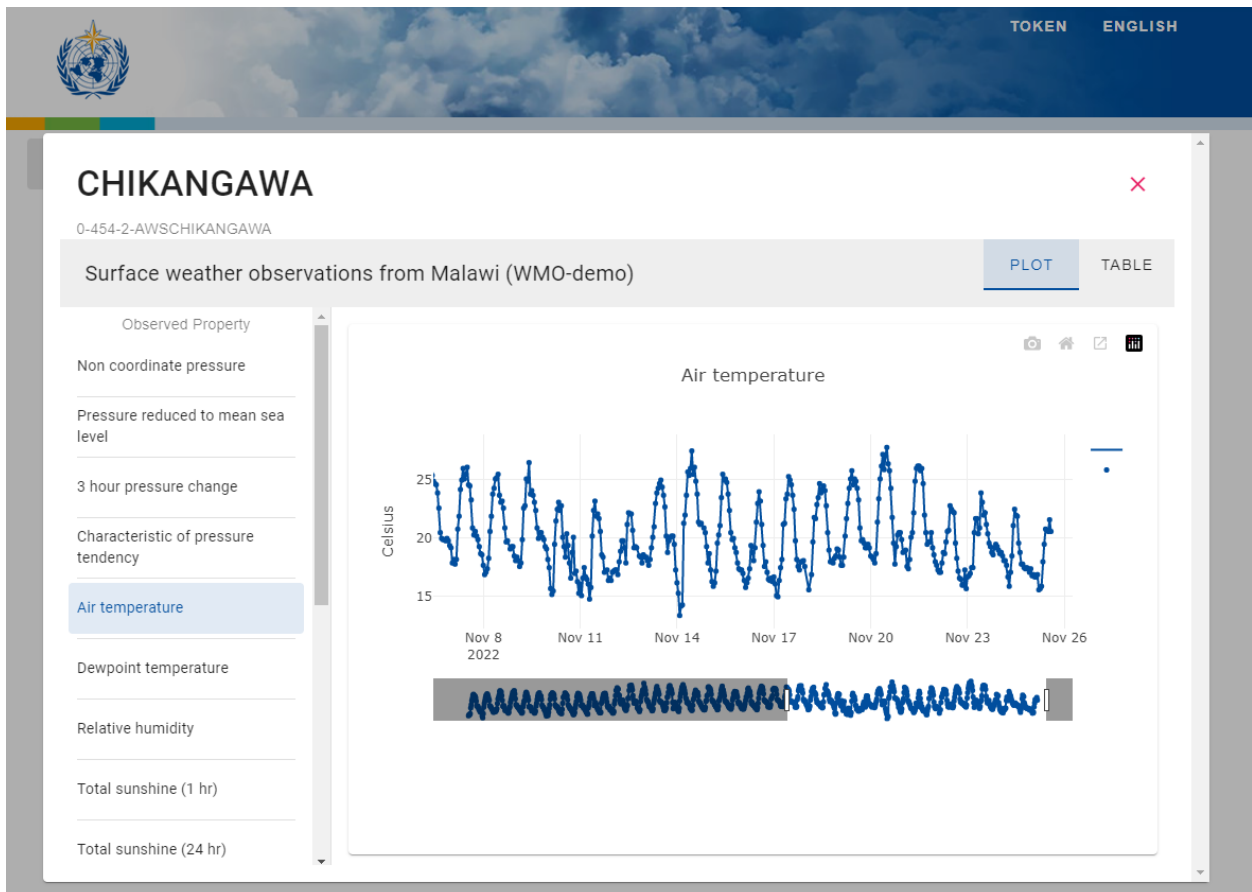 TOKEN ENGLISH
CHIKANGAWA
0-454-2-AWSCHIKANGAWA
Surface weather observations from Malawi (WMO-demo)
PLOT TABLE
Observed Property
Non coordinate pressure
Pressure reduced to mean sea
level
3 hour pressure change
Characteristic of pressure
tendency
Air temperature
Dewpoint temperature
Relative humidity
Total sunshine (1 hr)
Total sunshine (24 hr)
Air temperature
Celsius
25
20
15
Nov 8 Nov 11 Nov 14 Nov 17 Nov 20 Nov 23 Nov 26
2022